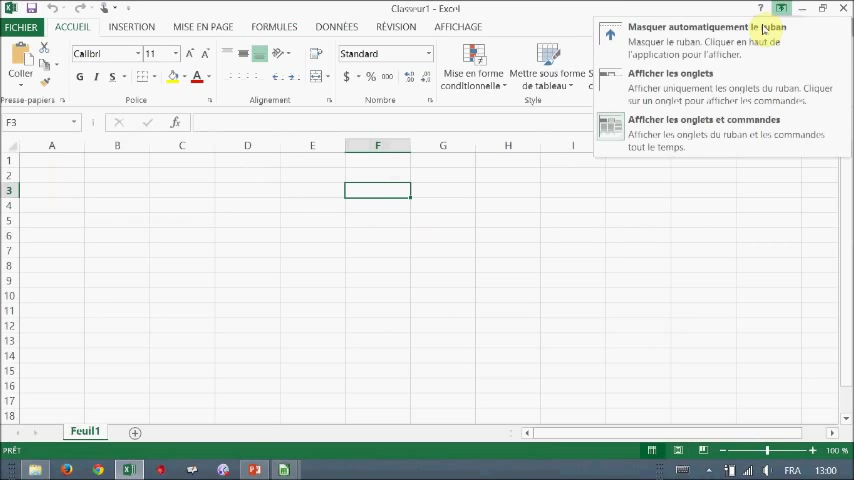 Classeur1 - Excel
?
FICHIER ACCUEIL INSERTION MISE EN PAGE FORMULES DONNÉES RÉVISION AFFICHAGE
Coller
Calibri 11
G I S
Standard
$ % 000
Mise en forme
conditionnelle
Mettre sous forme
Presse-papiers Police Alignement Nombre
Masquer automatiquement le ruban
Masquer le ruban. Cliquer en haut de
l'application pour l'afficher.
Afficher les onglets
Afficher uniquement les onglets du ruban. Cliquer
sur un onglet pour afficher les commandes.
Afficher les onglets et commandes
Afficher les onglets du ruban et les commandes
tout le temps.
F3 fx
A B C D E F G H I
1
2
3
4
5
6
7
8
9
10
11
12
13
14
15
16
17
18
Feuil1
PRÊT 100 %
FRA 13:00